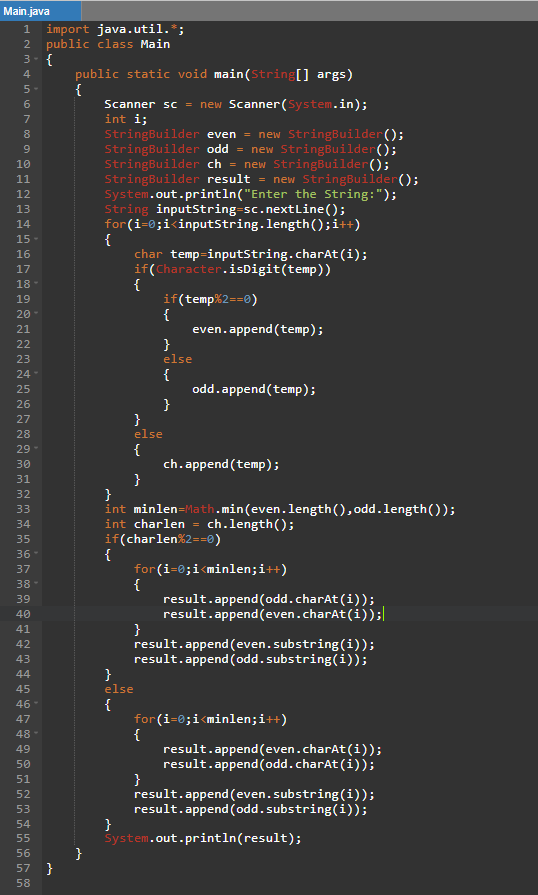 Main.java
1 import java.util.*;
2 public class Main
3 {
4     public static void main(String[] args)
5     {
6         Scanner sc = new Scanner(System.in);
7         int i;
8         StringBuilder even = new StringBuilder();
9         StringBuilder odd = new StringBuilder();
10         StringBuilder ch = new StringBuilder();
11         StringBuilder result = new StringBuilder();
12         System.out.println("Enter the String:");
13         String inputString=sc.nextLine();
14         for(i=0;i<inputString.length();i++)
15         {
16             char temp=inputString.charAt(i);
17             if(Character.isDigit(temp))
18             {
19                 if(temp%2==0)
20                 {
21                     even.append(temp);
22                 }
23                 else
24                 {
25                     odd.append(temp);
26                 }
27             }
28             else
29             {
30                 ch.append(temp);
31             }
32         }
33         int minlen=Math.min(even.length(),odd.length());
34         int charlen = ch.length();
35         if(charlen%2==0)
36         {
37             for(i=0;i<minlen;i++)
38             {
39                 result.append(odd.charAt(i));
40                 result.append(even.charAt(i));
41             }
42             result.append(even.substring(i));
43             result.append(odd.substring(i));
44         }
45         else
46         {
47             for(i=0;i<minlen;i++)
48             {
49                 result.append(even.charAt(i));
50                 result.append(odd.charAt(i));
51             }
52             result.append(even.substring(i));
53             result.append(odd.substring(i));
54         }
55         System.out.println(result);
56     }
57 }
58